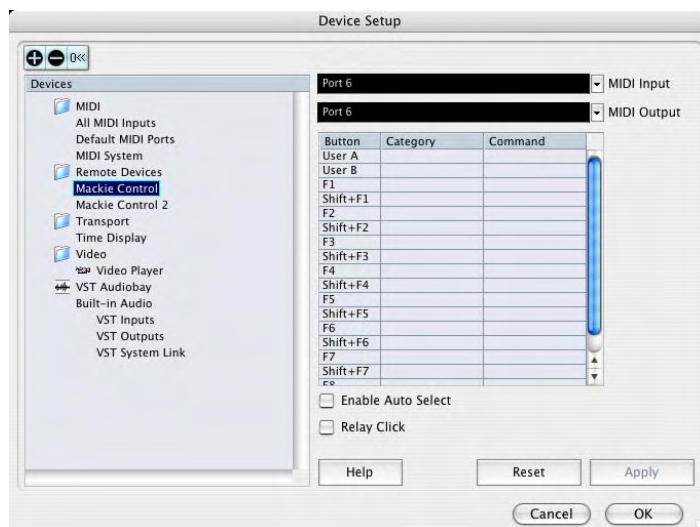 Device Setup
Devices
MIDI
All MIDI Inputs
Default MIDI Ports
MIDI System
Remote Devices
Mackie Control
Mackie Control 2
Transport
Time Display
Video
Video Player
VST Audiobay
Built-in Audio
VST Inputs
VST Outputs
VST System Link
Port 6 MIDI Input
Port 6 MIDI Output
Button Category Command
User A
User B
F1
Shift+F1
F2
Shift+F2
F3
Shift+F3
F4
Shift+F4
F5
Shift+F5
F6
Shift+F6
F7
Shift+F7
F8
Enable Auto Select
Relay Click
Help Reset Apply
Cancel OK